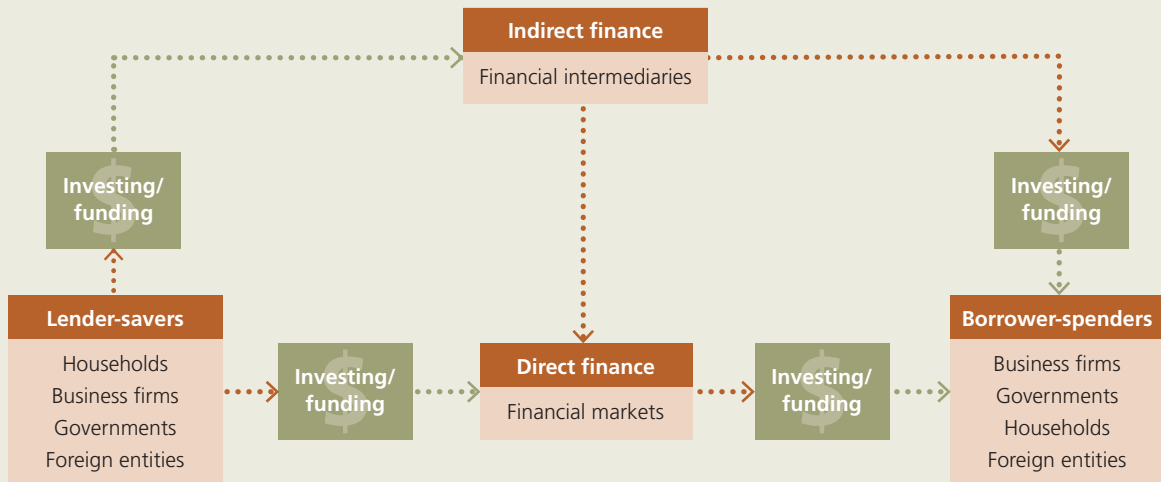 Indirect finance
Financial intermediaries
Investing/
funding
Investing/
funding
Lender-savers
Households
Business firms
Governments
Foreign entities
Investing/
funding
Direct finance
Financial markets
Investing/
funding
Borrower-spenders
Business firms
Governments
Households
Foreign entities